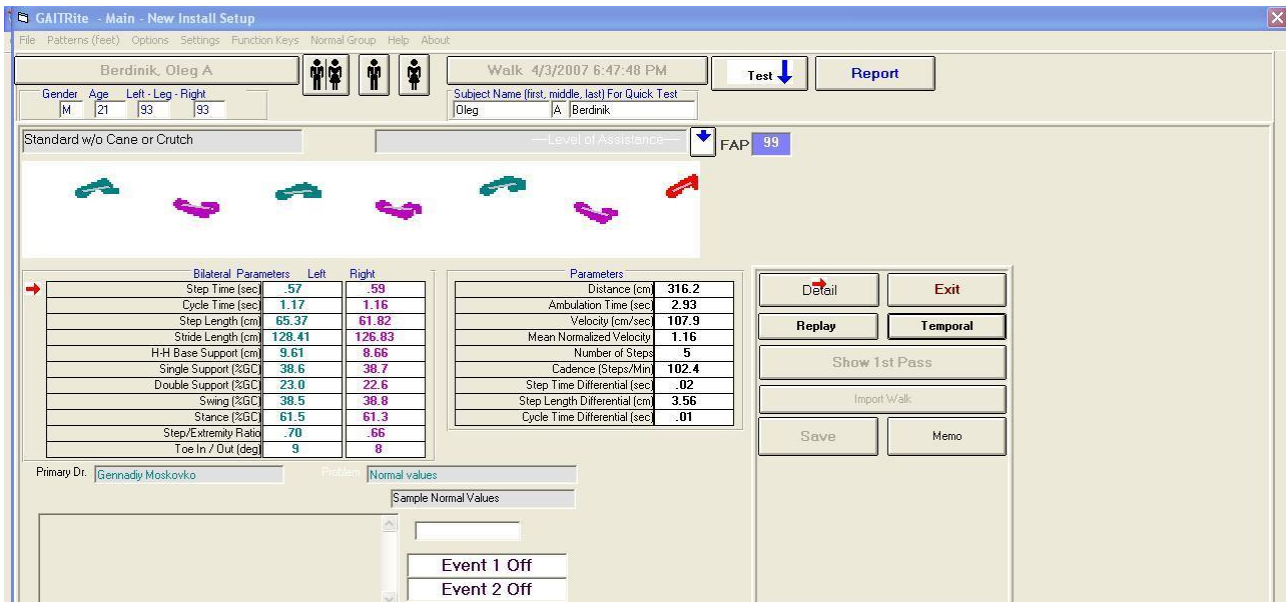 GAITRite - Main - New Install Setup
File Patterns (feet) Options Settings Function Keys Normal Group Help About
Berdinik, Oleg A Walk 4/3/2007 6:47:48 PM Test Report
Gender Age Left - Leg - Right Subject Name (first, middle, last) For Quick Test
M 21 93 93 Oleg A Berdinik
Standard w/o Cane or Crutch ---Level of Assistance--- FAP 99
Bilateral Parameters Left Right
Step Time (sec) .57 .59
Cycle Time (sec) 1.17 1.16
Step Length (cm) 65.37 61.82
Stride Length (cm) 128.41 126.83
H-H Base Support (cm) 9.61 8.66
Single Support (%GC) 38.6 38.7
Double Support (%GC) 23.0 22.6
Swing (%GC) 38.5 38.8
Stance (%GC) 61.5 61.3
Step/Extremity Ratio .70 .66
Toe In / Out (deg) 9 8
Parameters
Distance (cm) 316.2
Ambulation Time (sec) 2.93
Velocity (cm/sec) 107.9
Mean Normalized Velocity 1.16
Number of Steps 5
Cadence (Steps/Min) 102.4
Step Time Differential (sec) .02
Step Length Differential (cm) 3.56
Cycle Time Differential (sec) .01
Detail Exit
Replay Temporal
Show 1st Pass
Import Walk
Save Memo
Primary Dr. Gennadiy Moskovko Problem Normal values
Sample Normal Values
Event 1 Off
Event 2 Off